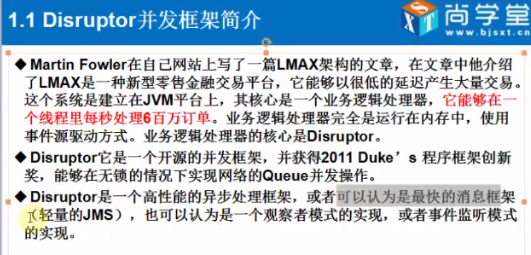 1.1 Disruptor并发框架简介
尚学堂
www.bjsxt.com
Martin Fowler在自己网站上写了一篇LMAX架构的文章，在文章中他介
绍了LMAX是一种新型零售金融交易平台，它能够以很低的延迟产生大量交易。
这个系统是建立在JVM平台上，其核心是一个业务逻辑处理器，它能够在一
个线程里每秒处理6百万订单。业务逻辑处理器完全是运行在内存中，使用
事件源驱动方式。业务逻辑处理器的核心是Disruptor。
Disruptor它是一个开源的并发框架，并获得2011 Duke's 程序框架创新
奖，能够在无锁的情况下实现网络的Queue并发操作。
Disruptor是一个高性能的异步处理框架，或者可以认为是最快的消息框架
（轻量的JMS），也可以认为是一个观察者模式的实现，或者事件监听模式
的实现。